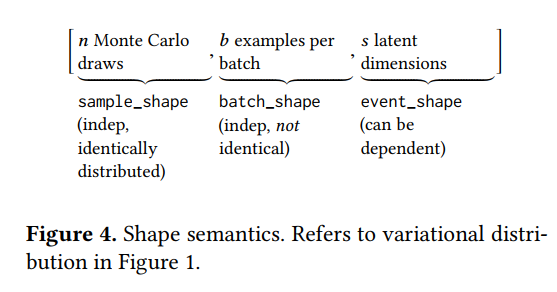 [ n Monte Carlo draws , b examples per batch , s latent dimensions ]
sample_shape (indep, identically distributed)
batch_shape (indep, not identical)
event_shape (can be dependent)
Figure 4. Shape semantics. Refers to variational distri-
bution in Figure 1.